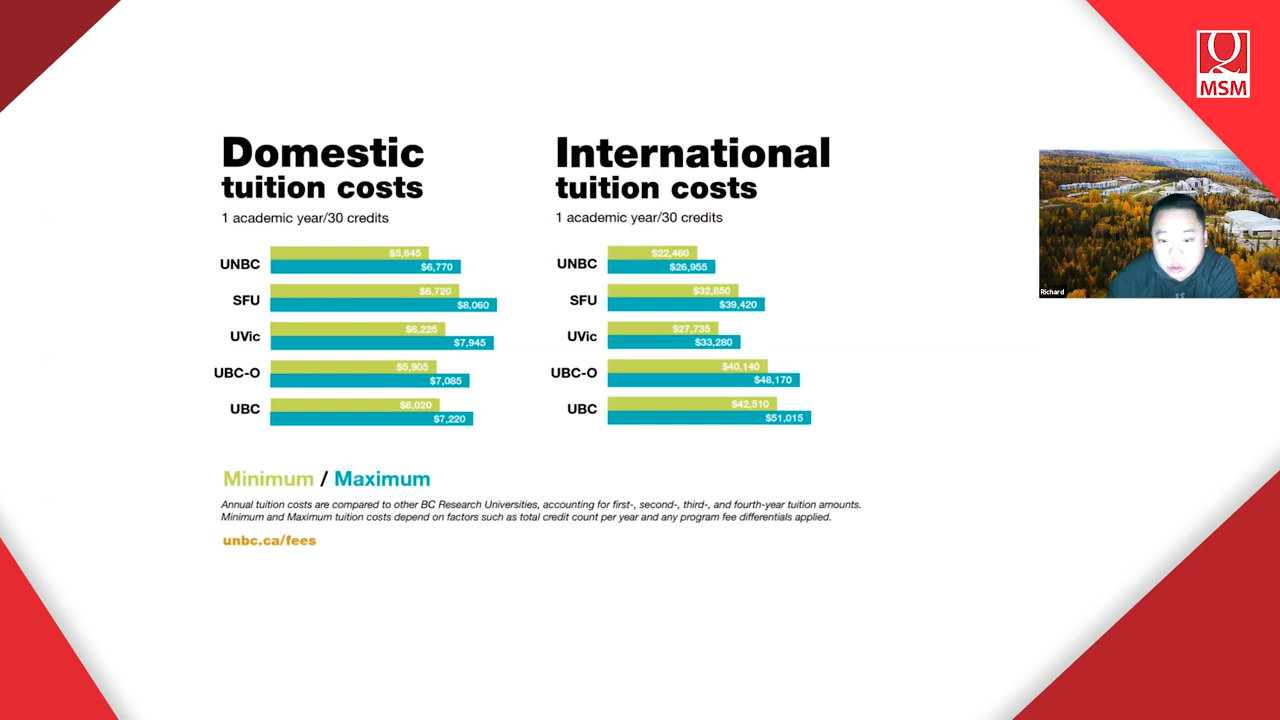 Q
MSM
Domestic
tuition costs
1 academic year/30 credits
UNBC
$5,645
$6,770
SFU
$6,720
$8,060
UVic
$6,225
$7,945
UBC-O
$5,905
$7,085
UBC
$6,020
$7,220
International
tuition costs
1 academic year/30 credits
UNBC
$22,460
$26,955
SFU
$32,850
$39,420
UVic
$27,735
$33,280
UBC-O
$40,140
$48,170
UBC
$42,510
$51,015
Richard
Minimum / Maximum
Annual tuition costs are compared to other BC Research Universities, accounting for first-, second-, third-, and fourth-year tuition amounts.
Minimum and Maximum tuition costs depend on factors such as total credit count per year and any program fee differentials applied.
unbc.ca/fees